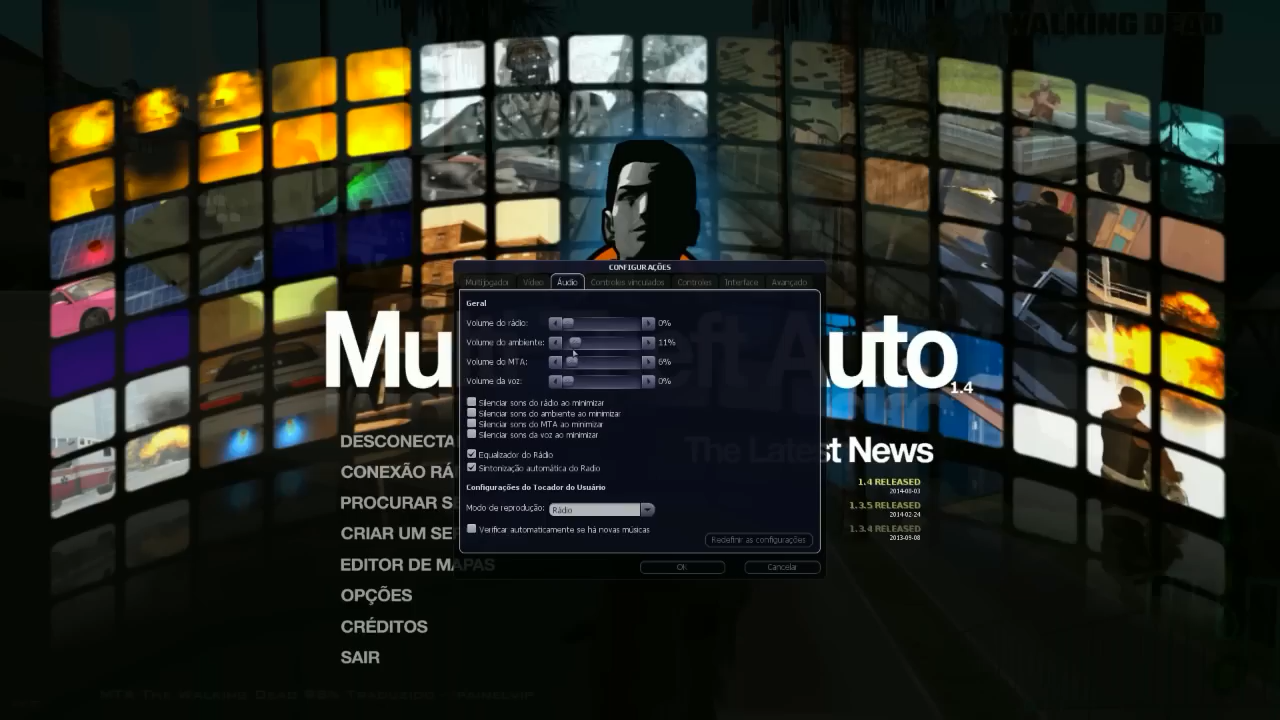 WALKING DEAD
CONFIGURAÇÕES
Multijogador Vídeo Áudio Controles vinculados Controles Interface Avançado
Geral
Volume do rádio: 0%
Volume do ambiente: 11%
Volume do MTA: 6%
Volume da voz: 0%
Silenciar sons do rádio ao minimizar
Silenciar sons do ambiente ao minimizar
Silenciar sons do MTA ao minimizar
Silenciar sons da voz ao minimizar
Equalizador do Rádio
Sintonização automática do Radio
Configurações do Tocador do Usuário
Modo de reprodução: Rádio
Verificar automaticamente se há novas músicas
Redefinir as configurações
OK Cancelar
Mu eft Auto
1.4
DESCONECTA
CONEXÃO RÁ
PROCURAR SE
CRIAR UM SE
EDITOR DE MAPAS
OPÇÕES
CRÉDITOS
SAIR
The Latest News
1.4 RELEASED
2014-08-03
1.3.5 RELEASED
2014-02-24
1.3.4 RELEASED
2013-09-08